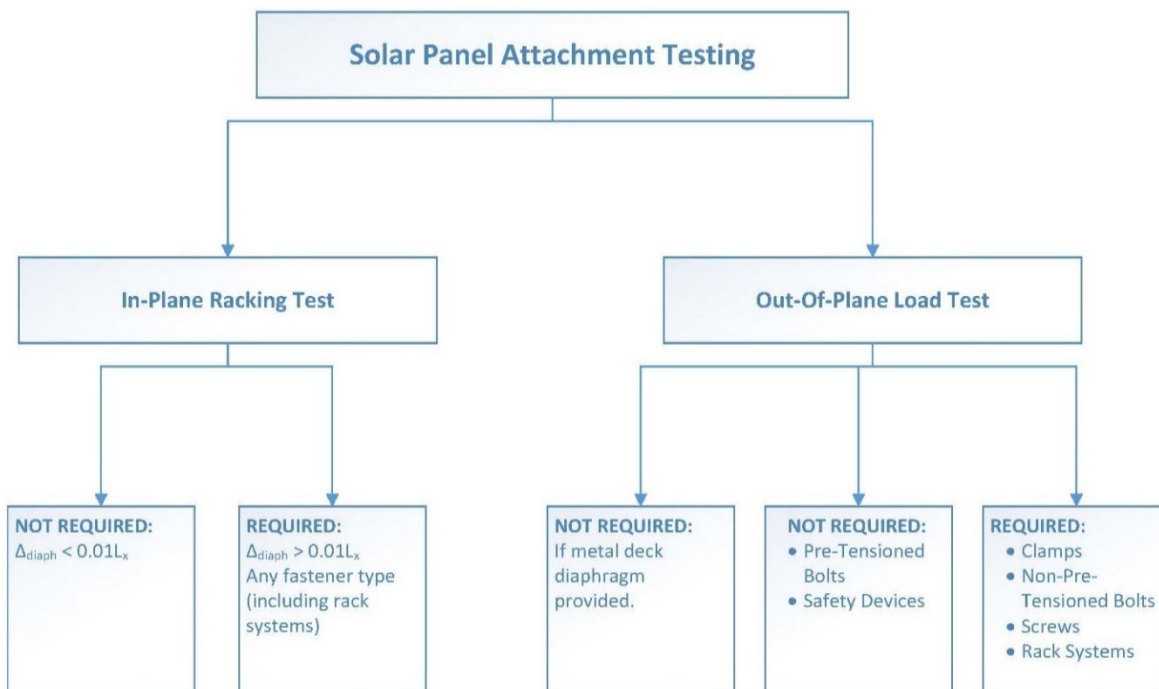 Solar Panel Attachment Testing
In-Plane Racking Test
Out-Of-Plane Load Test
NOT REQUIRED:
Δdiaph < 0.01Lx
REQUIRED:
Δdiaph > 0.01Lx
Any fastener type
(including rack
systems)
NOT REQUIRED:
If metal deck
diaphragm
provided.
NOT REQUIRED:
• Pre-Tensioned
Bolts
• Safety Devices
REQUIRED:
• Clamps
• Non-Pre-
Tensioned Bolts
• Screws
• Rack Systems